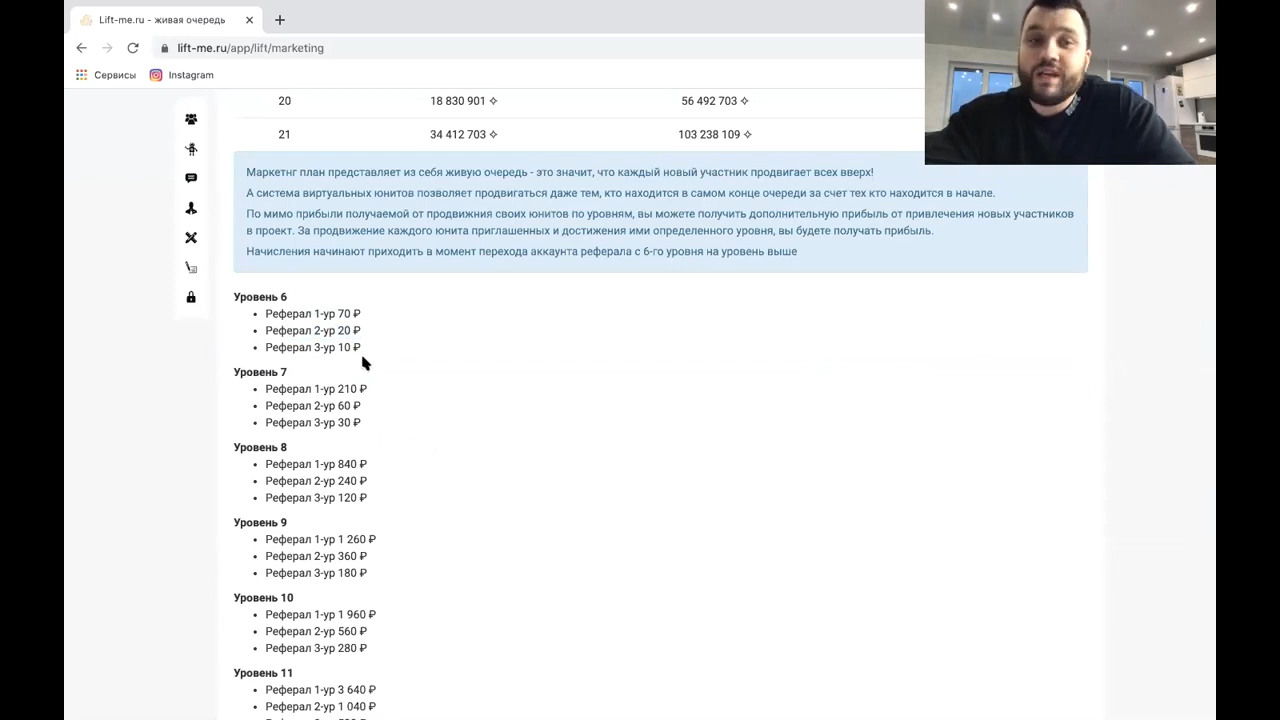 Lift-me.ru - живая очередь
lift-me.ru/app/lift/marketing
Сервисы
Instagram
20 18 830 901 56 492 703
21 34 412 703 103 238 109
Маркетнг план представляет из себя живую очередь - это значит, что каждый новый участник продвигает всех вверх!
А система виртуальных юнитов позволяет продвигаться даже тем, кто находится в самом конце очереди за счет тех кто находится в начале.
По мимо прибыли получаемой от продвижния своих юнитов по уровням, вы можете получить дополнительную прибыль от привлечения новых участников
в проект. За продвижение каждого юнита приглашенных и достижения ими определенного уровня, вы будете получать прибыль.
Начисления начинают приходить в момент перехода аккаунта реферала с 6-го уровня на уровень выше
Уровень 6
Реферал 1-ур 70 ₽
Реферал 2-ур 20 ₽
Реферал 3-ур 10 ₽
Уровень 7
Реферал 1-ур 210 ₽
Реферал 2-ур 60 ₽
Реферал 3-ур 30 ₽
Уровень 8
Реферал 1-ур 840 ₽
Реферал 2-ур 240 ₽
Реферал 3-ур 120 ₽
Уровень 9
Реферал 1-ур 1 260 ₽
Реферал 2-ур 360 ₽
Реферал 3-ур 180 ₽
Уровень 10
Реферал 1-ур 1 960 ₽
Реферал 2-ур 560 ₽
Реферал 3-ур 280 ₽
Уровень 11
Реферал 1-ур 3 640 ₽
Реферал 2-ур 1 040 ₽